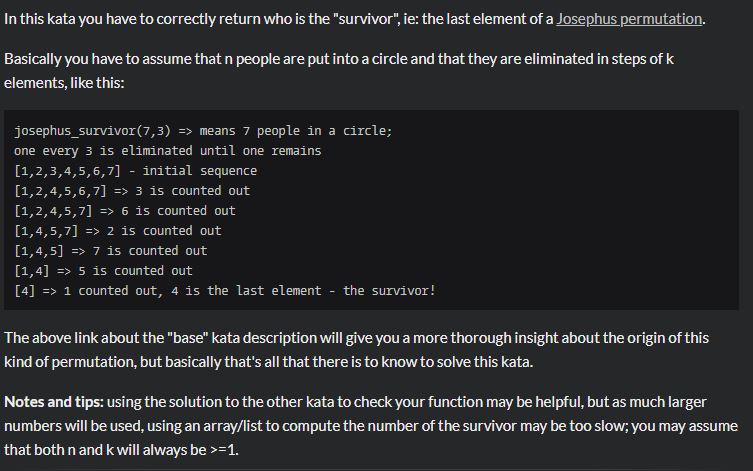 In this kata you have to correctly return who is the "survivor", ie: the last element of a Josephus permutation.
Basically you have to assume that n people are put into a circle and that they are eliminated in steps of k
elements, like this:
josephus_survivor(7,3) => means 7 people in a circle;
one every 3 is eliminated until one remains
[1,2,3,4,5,6,7] - initial sequence
[1,2,4,5,6,7] => 3 is counted out
[1,2,4,5,7] => 6 is counted out
[1,4,5,7] => 2 is counted out
[1,4,5] => 7 is counted out
[1,4] => 5 is counted out
[4] => 1 counted out, 4 is the last element - the survivor!
The above link about the "base" kata description will give you a more thorough insight about the origin of this
kind of permutation, but basically that's all that there is to know to solve this kata.
Notes and tips: using the solution to the other kata to check your function may be helpful, but as much larger
numbers will be used, using an array/list to compute the number of the survivor may be too slow; you may assume
that both n and k will always be >=1.